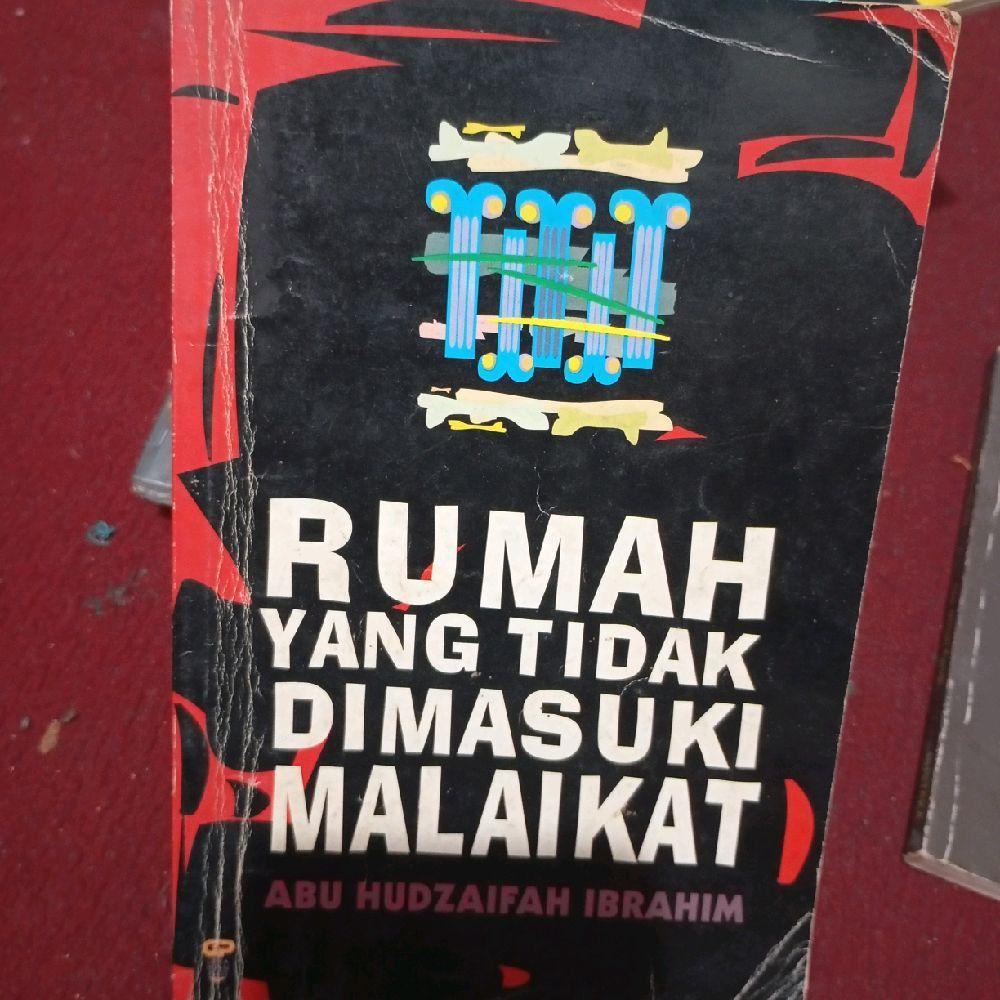 RUMAH
YANG TIDAK
DIMASUKI
MALAIKAT
ABU HUDZAIFAH IBRAHIM